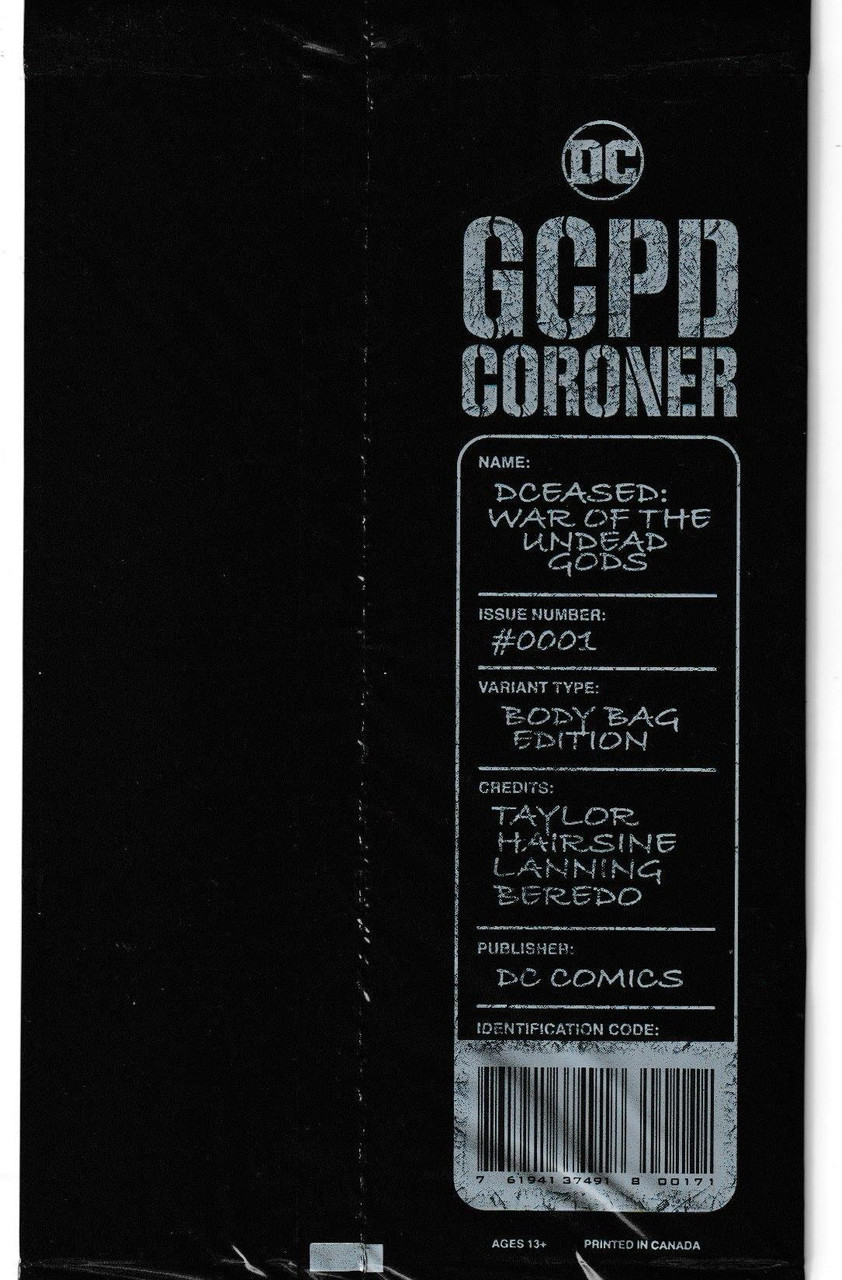 DC
GCPD
CORONER
NAME:
DCEASED:
WAR OF THE
UNDEAD
GODS
ISSUE NUMBER:
#0001
VARIANT TYPE:
BODY BAG
EDITION
CREDITS:
TAYLOR
HAIRSINE
LANNING
BEREDO
PUBLISHER:
DC COMICS
IDENTIFICATION CODE:
7 61941 37491 8 00171
AGES 13+ PRINTED IN CANADA